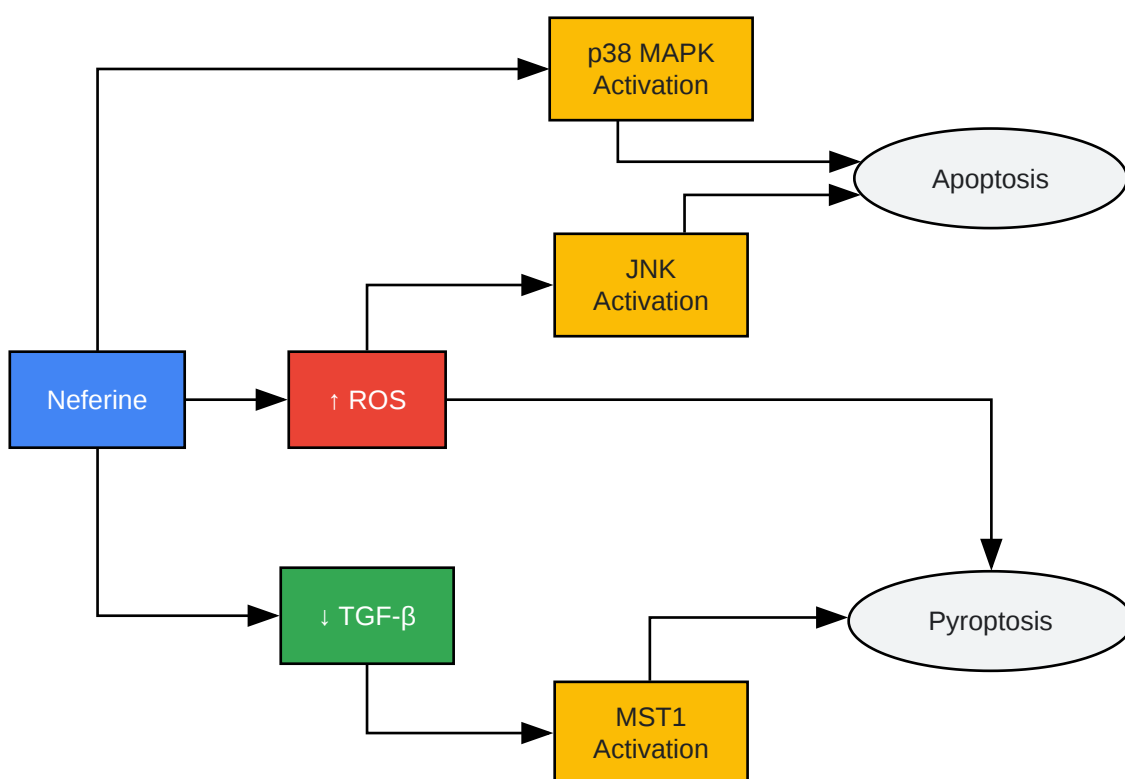 p38 MAPK
Activation
Apoptosis
JNK
Activation
Neferine
↑ ROS
↓ TGF-β
Pyroptosis
MST1
Activation